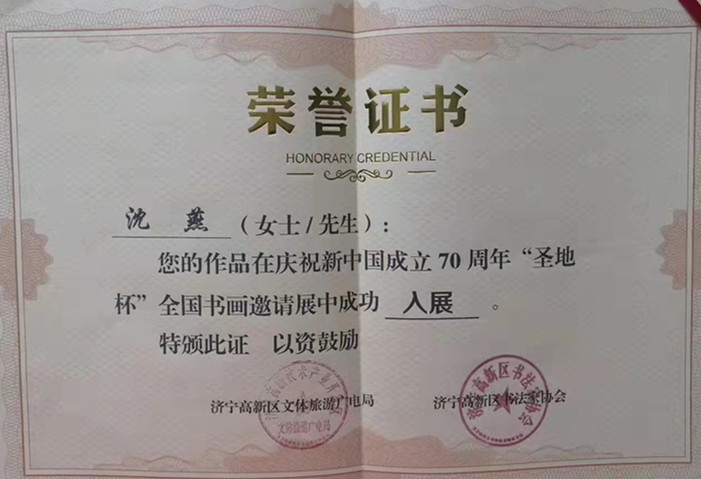 荣誉证书
HONORARY CREDENTIAL
沈燕（女士/先生）：
您的作品在庆祝新中国成立70周年“圣地
杯”全国书画邀请展中成功 入展 。
特颁此证 以资鼓励
济宁高新区文体旅游广电局 济宁高新区书法家协会